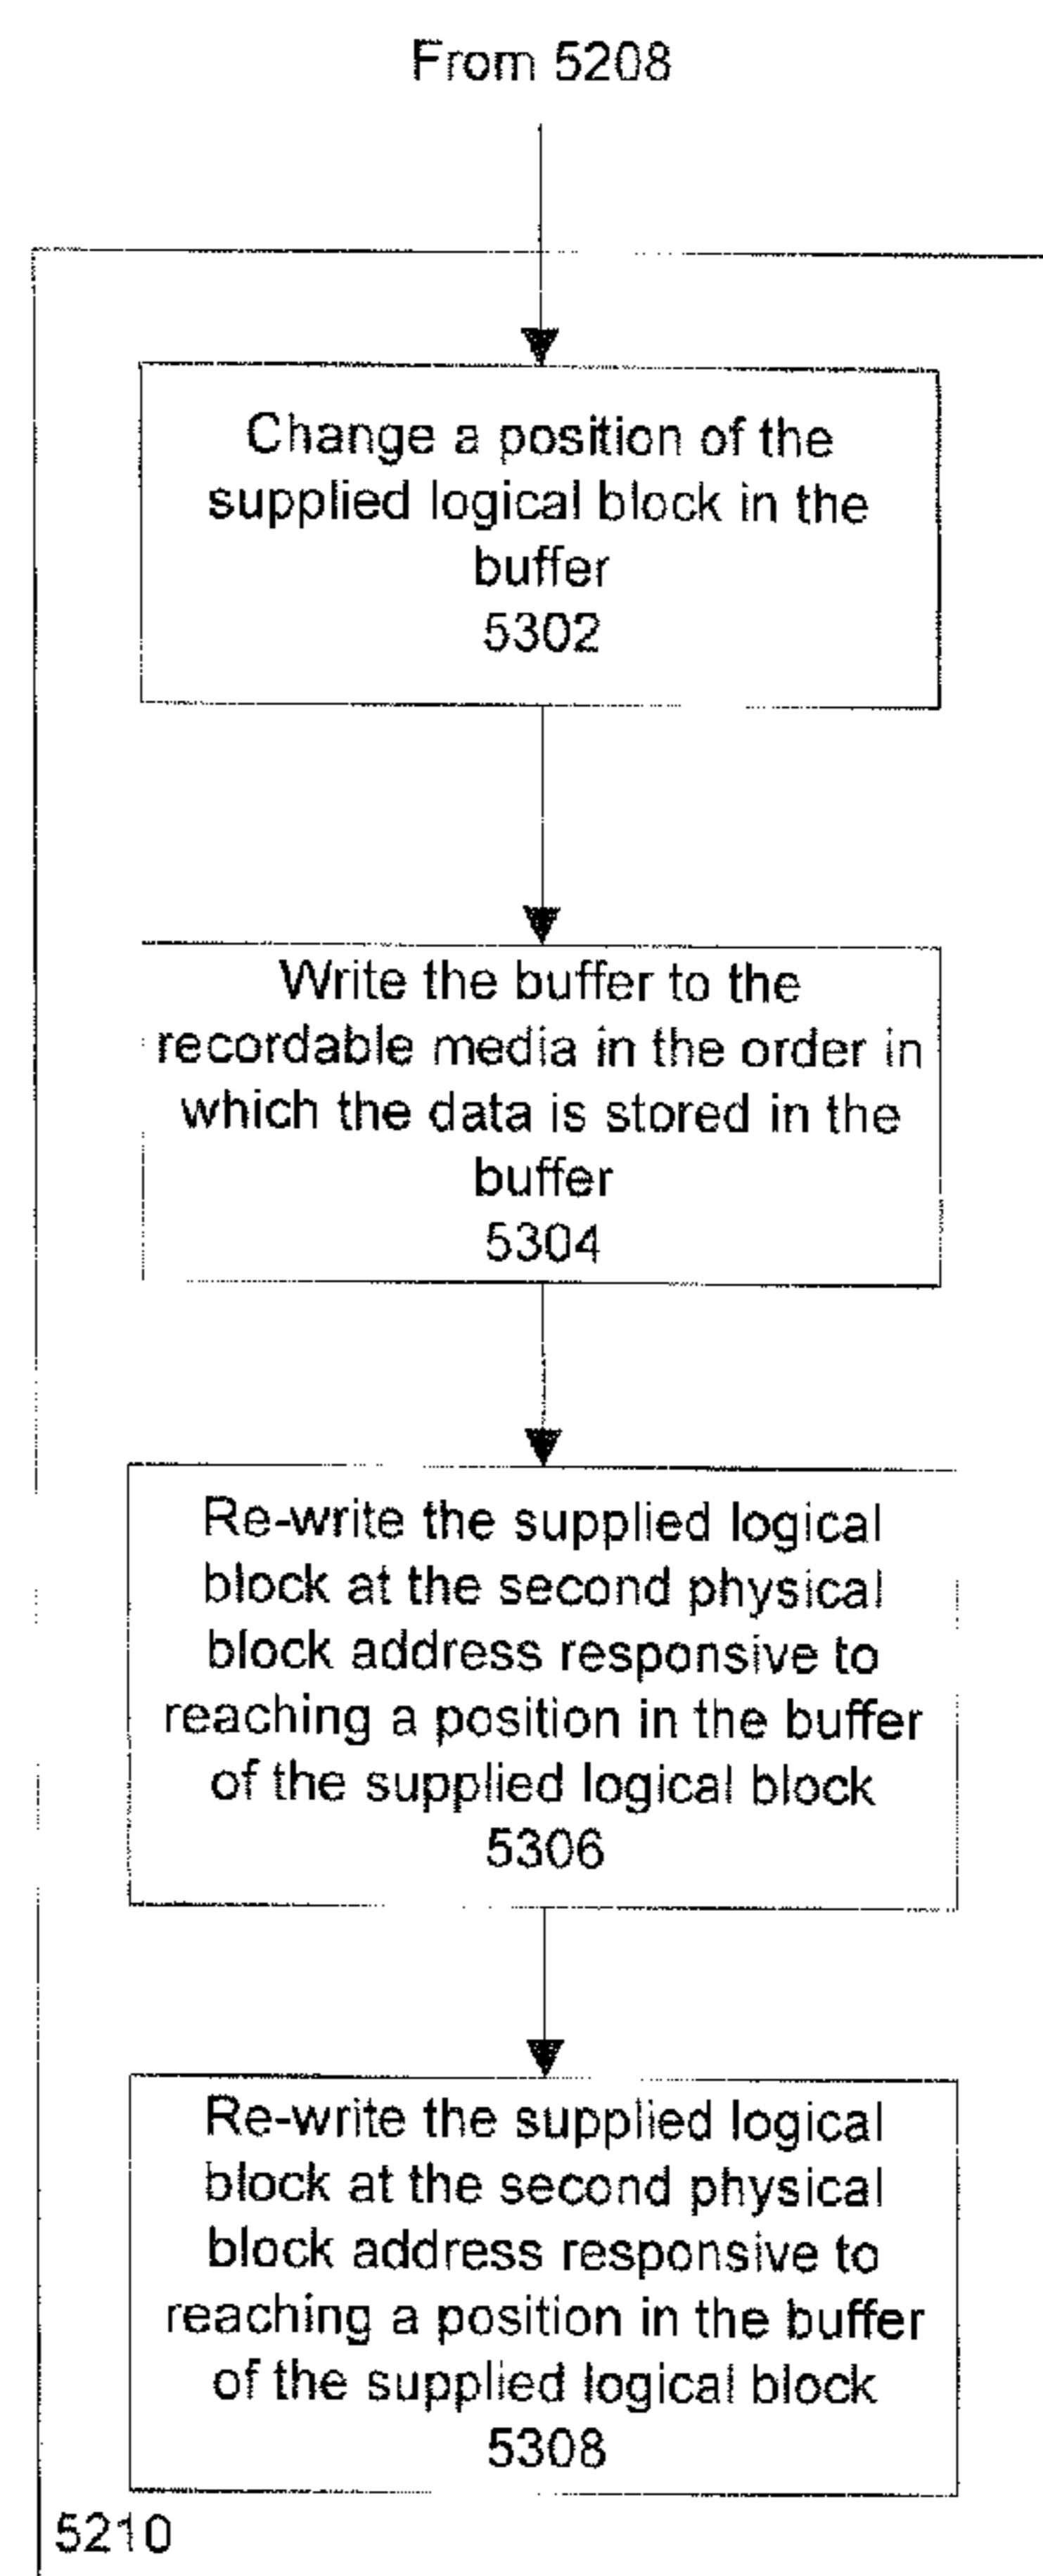 From 5208
Change a position of the
supplied logical block in the
buffer
5302
Write the buffer to the
recordable media in the order in
which the data is stored in the
buffer
5304
Re-write the supplied logical
block at the second physical
block address responsive to
reaching a position in the buffer
of the supplied logical block
5306
Re-write the supplied logical
block at the second physical
block address responsive to
reaching a position in the buffer
of the supplied logical block
5308
5210